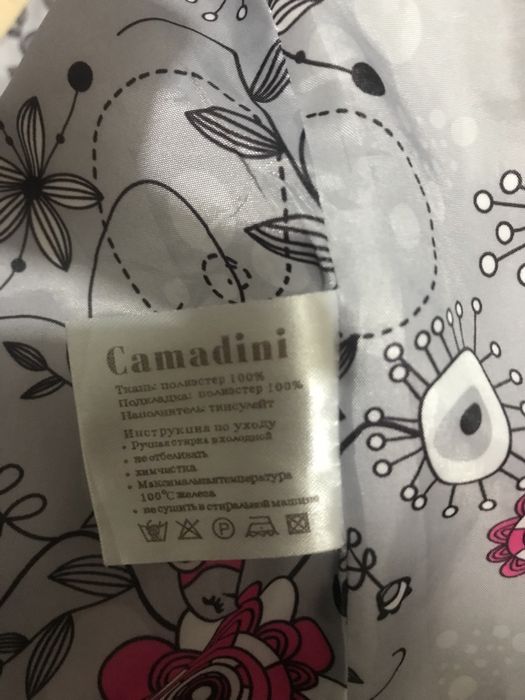 Camadini
Ткань: полиэстер 100%
Подкладка: полиэстер 100%
Наполнитель: тинсулейт
Инструкция по уходу
• Ручная стирка в холодной
• не отбеливать
• химчистка
• Максимальная температура
100°C железа
• не сушить в стиральной машине
P